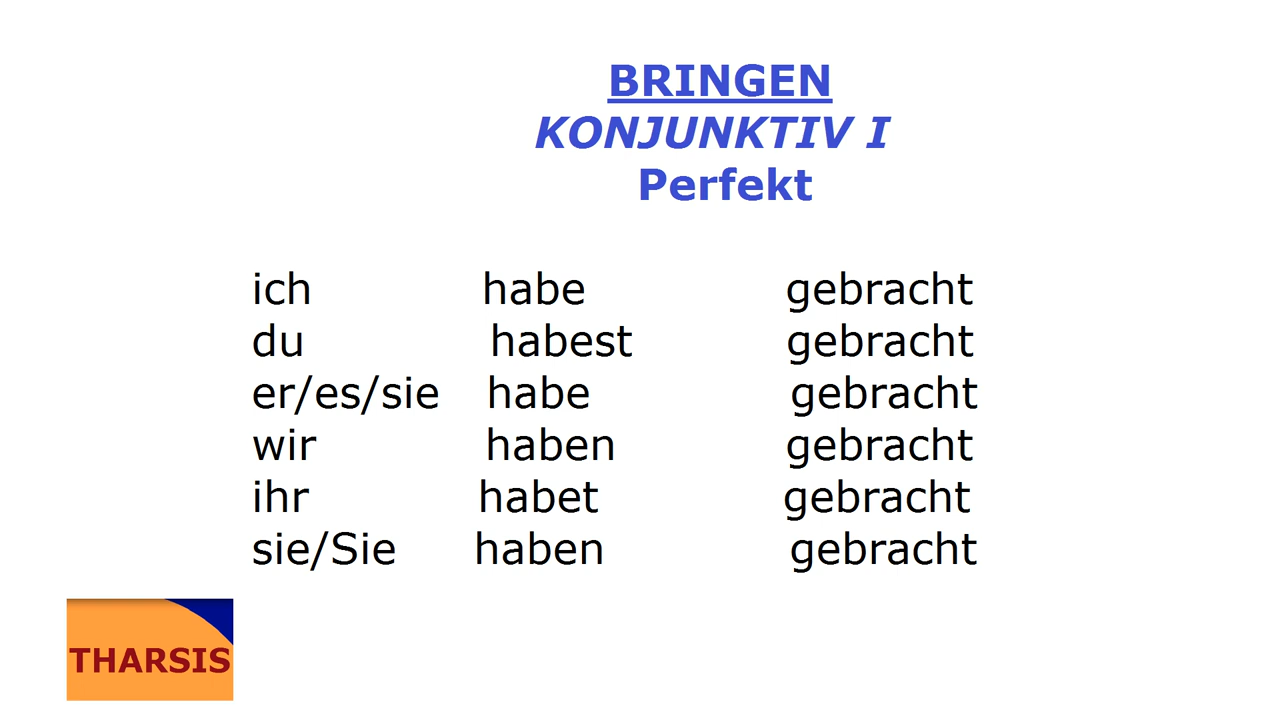 BRINGEN
KONJUNKTIV I
Perfekt
ich habe gebracht
du habest gebracht
er/es/sie habe gebracht
wir haben gebracht
ihr habet gebracht
sie/Sie haben gebracht
THARSIS